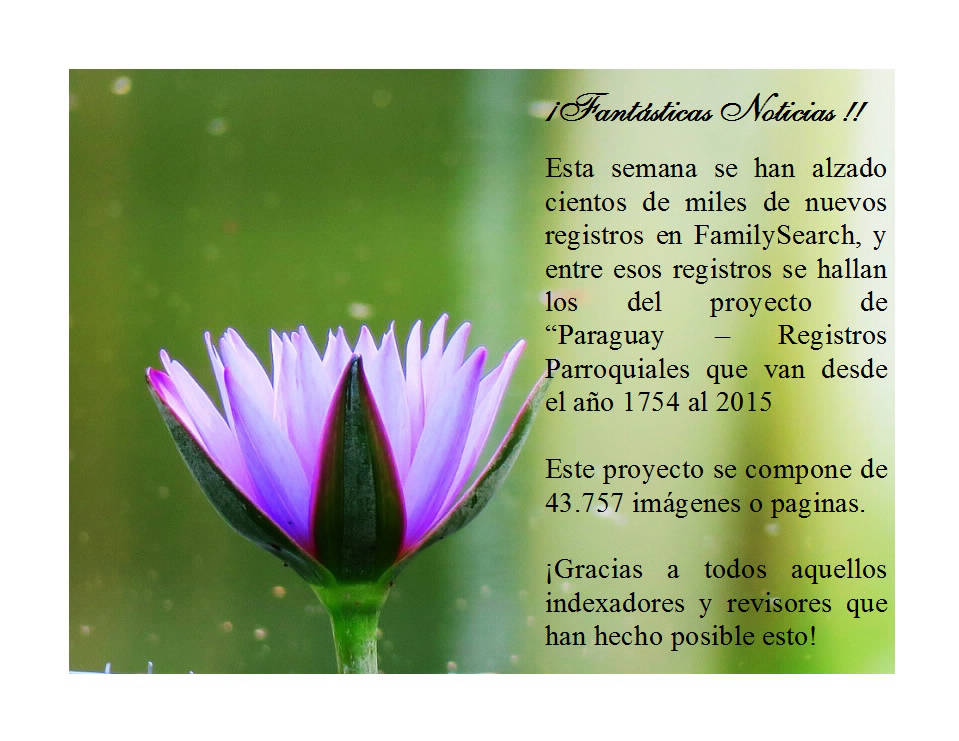 ¡Fantásticas Noticias !!
Esta semana se han alzado
cientos de miles de nuevos
registros en FamilySearch, y
entre esos registros se hallan
los del proyecto de
“Paraguay – Registros
Parroquiales que van desde
el año 1754 al 2015
Este proyecto se compone de
43.757 imágenes o paginas.
¡Gracias a todos aquellos
indexadores y revisores que
han hecho posible esto!